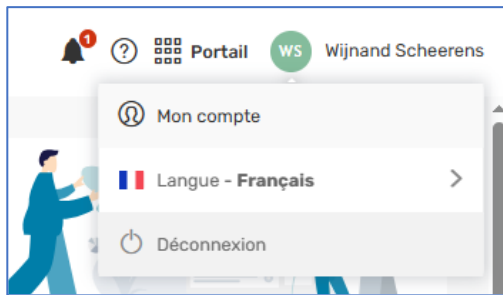 1
? Portail WS Wijnand Scheerens
Mon compte
Langue - Français
Déconnexion